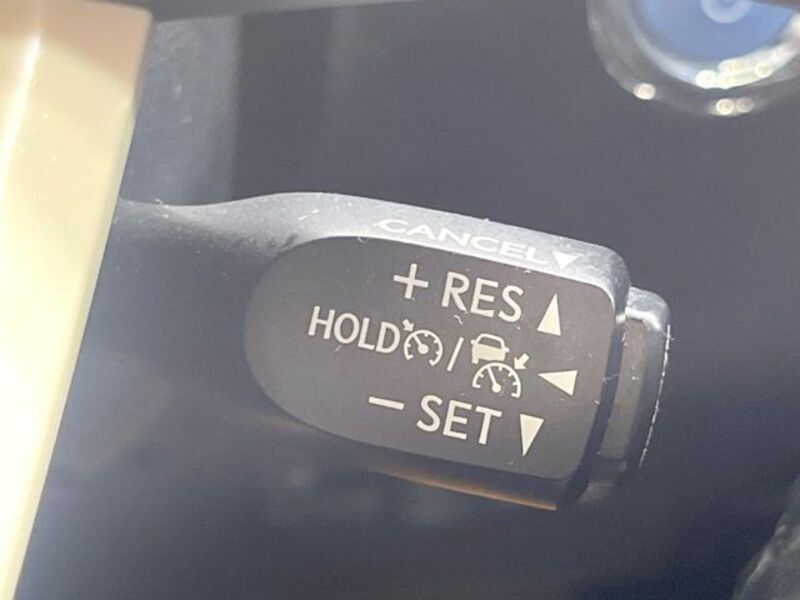 CANCEL▼
+ RES ▲
HOLD / ◀
− SET ▼